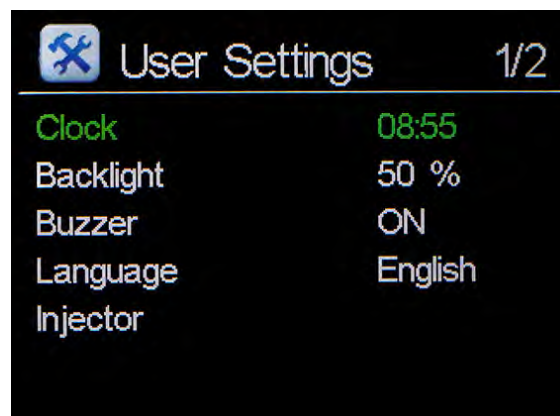 User Settings 1/2
Clock 08:55
Backlight 50 %
Buzzer ON
Language English
Injector